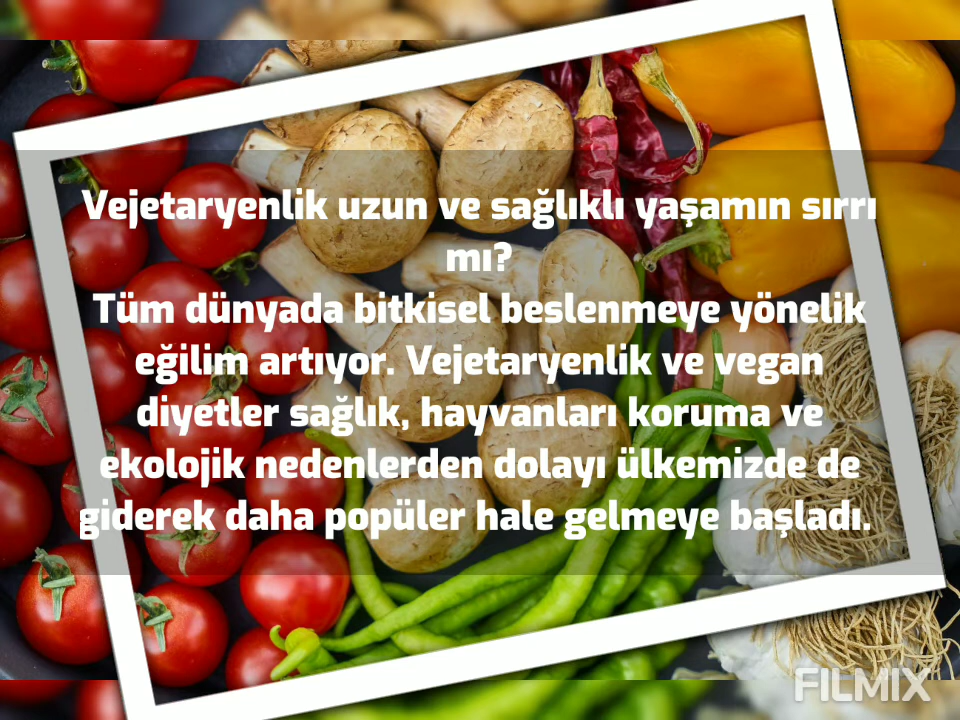 Vejetaryenlik uzun ve sağlıklı yaşamın sırrı
mı?
Tüm dünyada bitkisel beslenmeye yönelik
eğilim artıyor. Vejetaryenlik ve vegan
diyetler sağlık, hayvanları koruma ve
ekolojik nedenlerden dolayı ülkemizde de
giderek daha popüler hale gelmeye başladı.
FILMIX